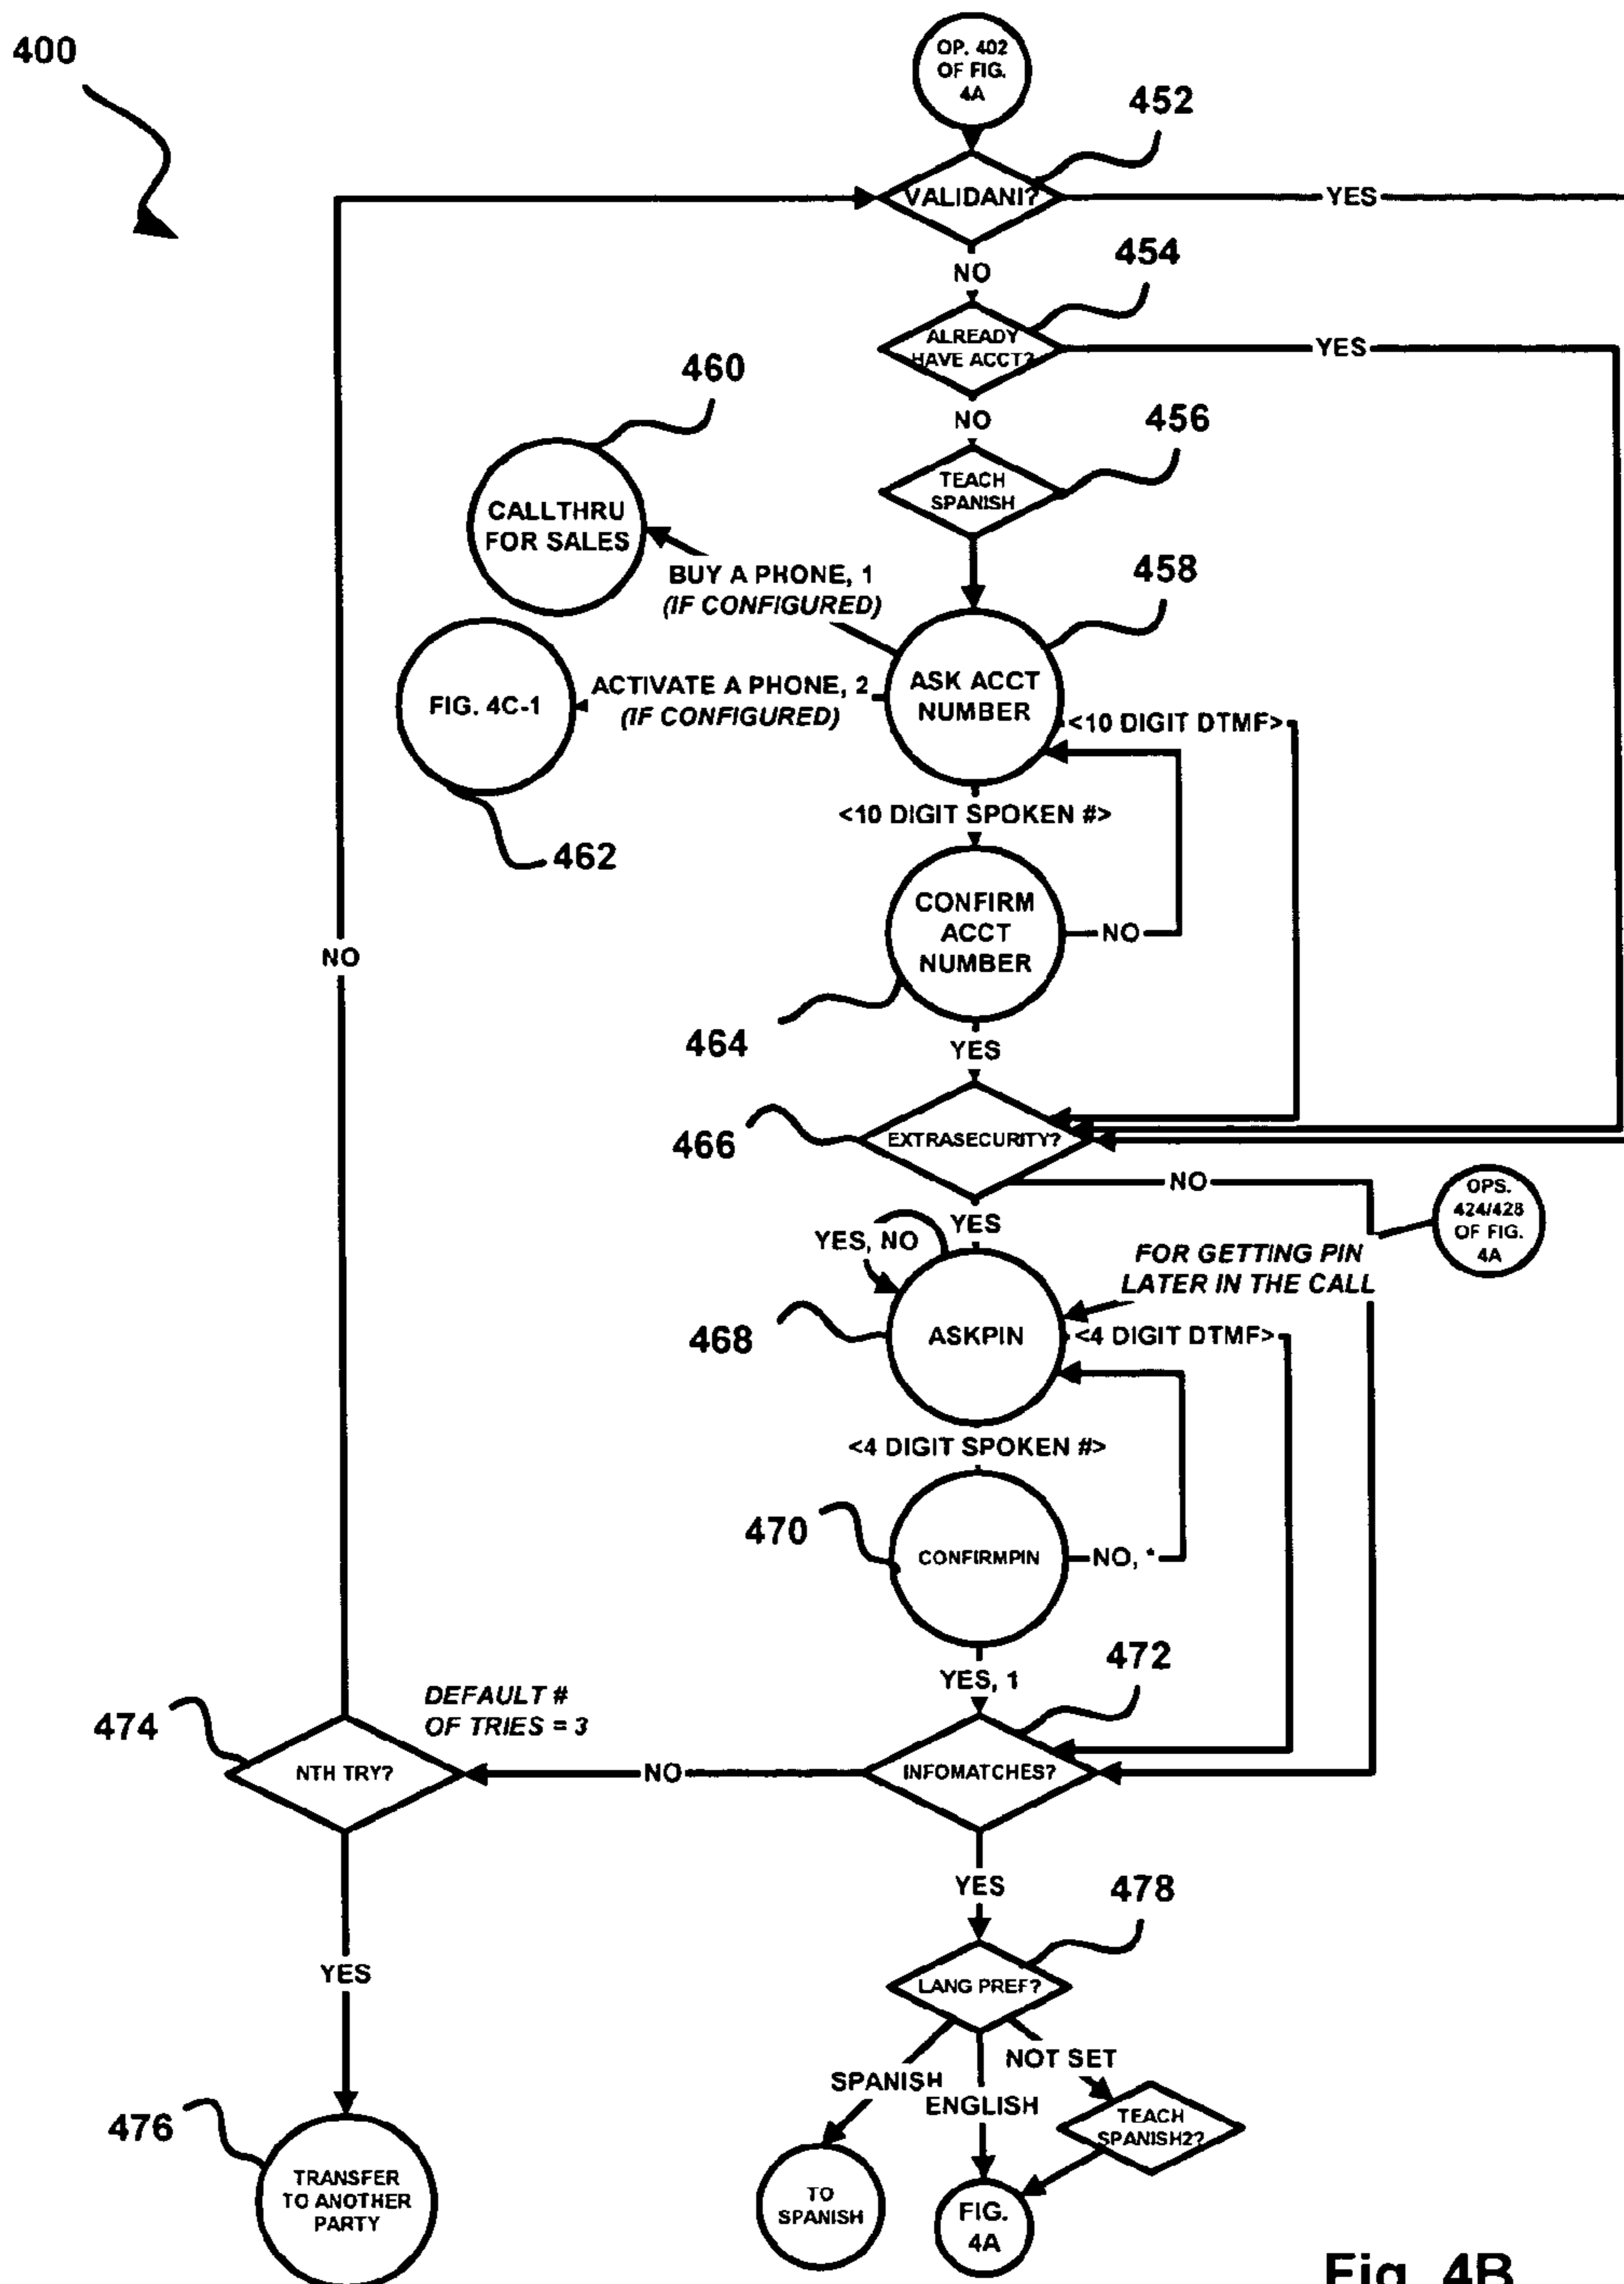 400
OP. 402
OF FIG.
4A
452
VALIDANI?
YES
NO
454
ALREADY
HAVE ACCT?
YES
NO
456
TEACH
SPANISH
460
CALLTHRU
FOR SALES
BUY A PHONE, 1
(IF CONFIGURED)
458
ASK ACCT
NUMBER
ACTIVATE A PHONE, 2
(IF CONFIGURED)
FIG. 4C-1
462
<10 DIGIT DTMF>
<10 DIGIT SPOKEN #>
CONFIRM
ACCT
NUMBER
NO
NO
464
YES
466
EXTRASECURITY?
NO
OPS.
424/428
OF FIG.
4A
YES
YES, NO
FOR GETTING PIN
LATER IN THE CALL
468
ASKPIN
<4 DIGIT DTMF>
<4 DIGIT SPOKEN #>
470
CONFIRMPIN
NO, *
YES, 1
472
DEFAULT #
OF TRIES = 3
474
NTH TRY?
NO
INFOMATCHES?
YES
YES
478
LANG PREF?
SPANISH
ENGLISH
NOT SET
TEACH
SPANISH2?
476
TRANSFER
TO ANOTHER
PARTY
TO
SPANISH
FIG.
4A
Fig. 4B